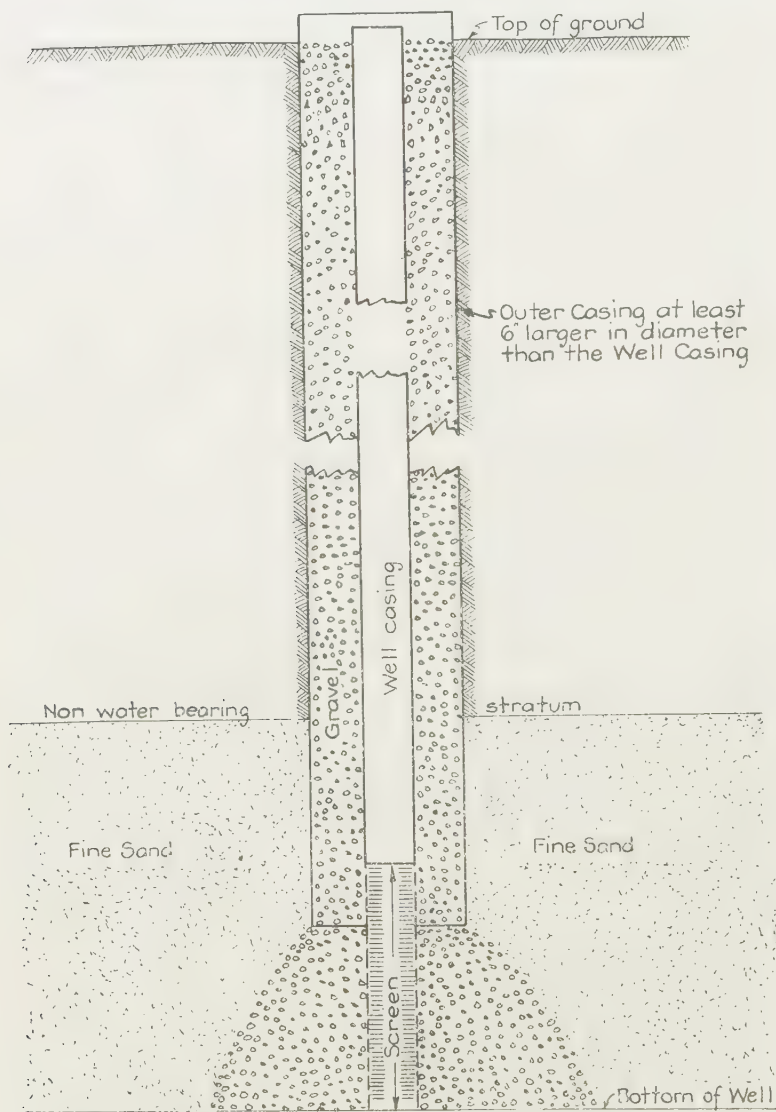 Top of ground
Outer Casing at least
6" larger in diameter
than the Well Casing
Well casing
Gravel
Non water bearing stratum
Fine Sand
Fine Sand
Screen
Bottom of Well